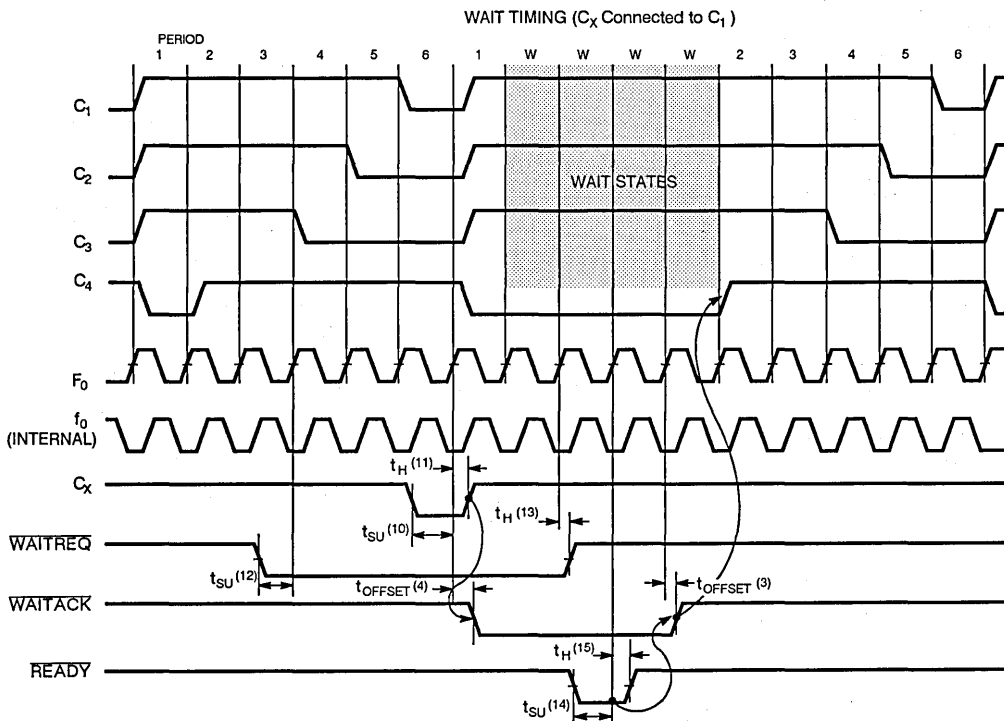 WAIT TIMING (CX Connected to C1 )
PERIOD
1 2 3 4 5 6 1 W W W W 2 3 4 5 6
C1
C2
WAIT STATES
C3
C4
F0
f0
(INTERNAL)
tH (11)
CX
tH (13)
tSU (10)
WAITREQ
tSU (12)
tOFFSET (4)
tOFFSET (3)
WAITACK
tH (15)
READY
tSU (14)